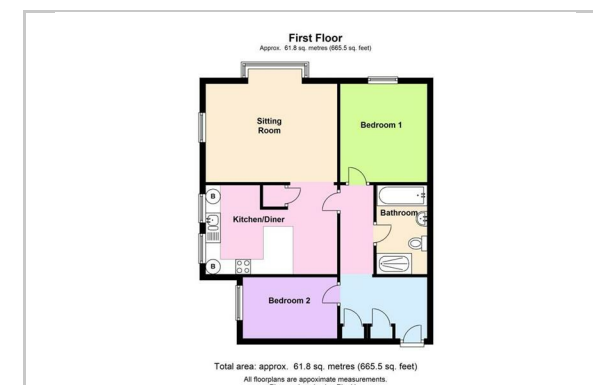 First Floor
Approx. 61.8 sq. metres (665.5 sq. feet)
Sitting
Room
Bedroom 1
B
Kitchen/Diner
Bathroom
B
Bedroom 2
Total area: approx. 61.8 sq. metres (665.5 sq. feet)
All floorplans are appoximate measurements.